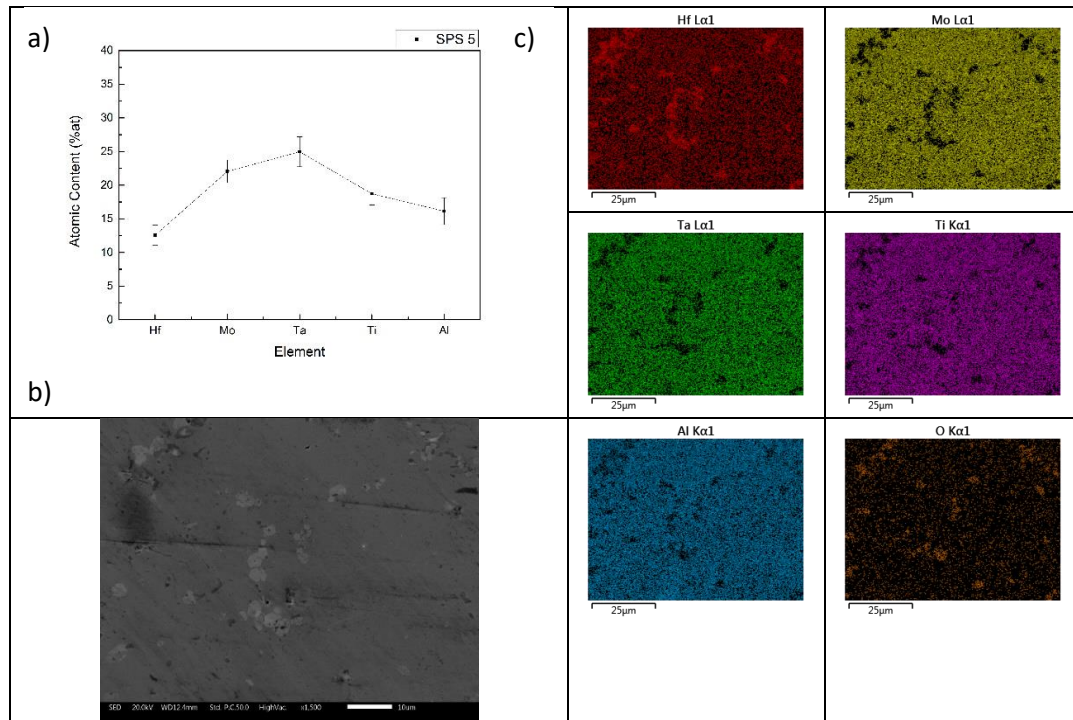 a)
SPS 5
40
35
30
25
20
15
10
5
0
Atomic Content (%at)
Hf Mo Ta Ti Al
Element
b)
SED 20.0kV WD12.4mm Std. P.C.50.0 HighVac. x1,500 10µm
c)
Hf Lα1
25µm
Mo Lα1
25µm
Ta Lα1
25µm
Ti Kα1
25µm
Al Kα1
25µm
O Kα1
25µm